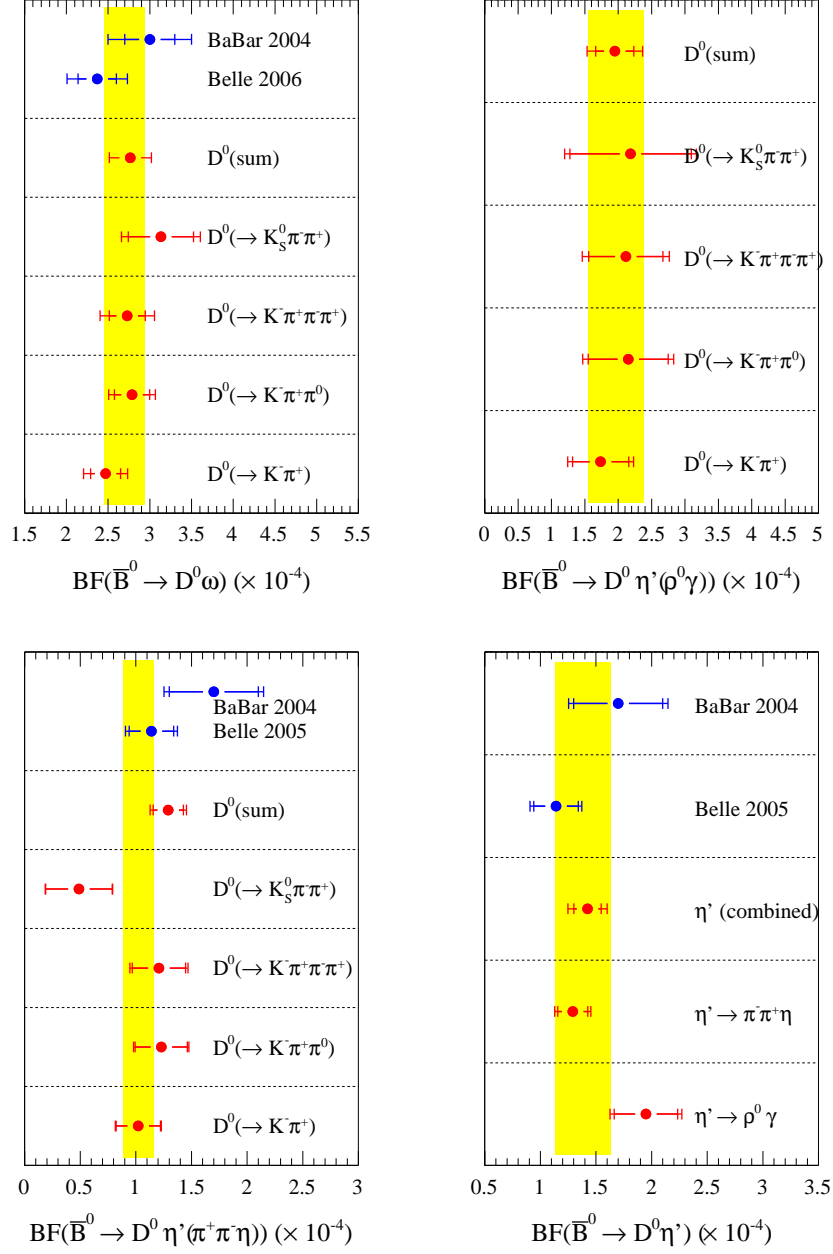 BaBar 2004
Belle 2006
D⁰(sum)
D⁰(→ K⁰_S π⁻π⁺)
D⁰(→ K⁻π⁺π⁻π⁺)
D⁰(→ K⁻π⁺π⁰)
D⁰(→ K⁻π⁺)
1.5 2 2.5 3 3.5 4 4.5 5 5.5
BF(B̅⁰ → D⁰ω) (× 10⁻⁴)
D⁰(sum)
D⁰(→ K⁰_S π⁻π⁺)
D⁰(→ K⁻π⁺π⁻π⁺)
D⁰(→ K⁻π⁺π⁰)
D⁰(→ K⁻π⁺)
0 0.5 1 1.5 2 2.5 3 3.5 4 4.5 5
BF(B̅⁰ → D⁰ η’(ρ⁰γ)) (× 10⁻⁴)
BaBar 2004
Belle 2005
D⁰(sum)
D⁰(→ K⁰_S π⁻π⁺)
D⁰(→ K⁻π⁺π⁻π⁺)
D⁰(→ K⁻π⁺π⁰)
D⁰(→ K⁻π⁺)
0 0.5 1 1.5 2 2.5 3
BF(B̅⁰ → D⁰ η’(π⁺π⁻η)) (× 10⁻⁴)
BaBar 2004
Belle 2005
η’ (combined)
η’ → π⁻π⁺η
η’ → ρ⁰ γ
0.5 1 1.5 2 2.5 3 3.5
BF(B̅⁰ → D⁰η’) (× 10⁻⁴)